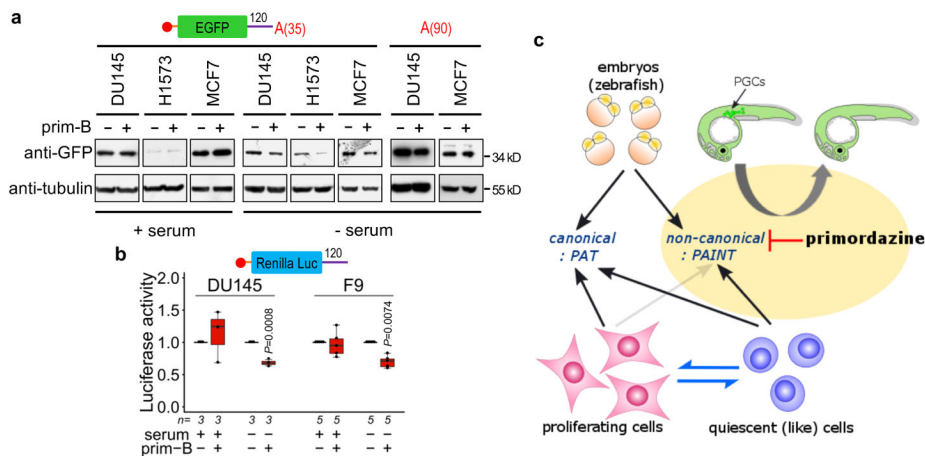 a
EGFP 120 A(35) A(90)
DU145 H1573 MCF7 DU145 H1573 MCF7 DU145 MCF7
prim-B – + – + – + – + – + – + – + – +
anti-GFP 34 kD
anti-tubulin 55 kD
+ serum - serum
b
Renilla Luc 120
DU145 F9
Luciferase activity
2.0
1.5
1.0
0.5
0.0
P=0.0008 P=0.0074
n= 3 3 3 3 5 5 5 5
serum + + – – + + – –
prim–B – + – + – + – +
c
embryos
(zebrafish)
PGCs
canonical
: PAT
non-canonical
: PAINT
primordazine
proliferating cells
quiescent (like) cells